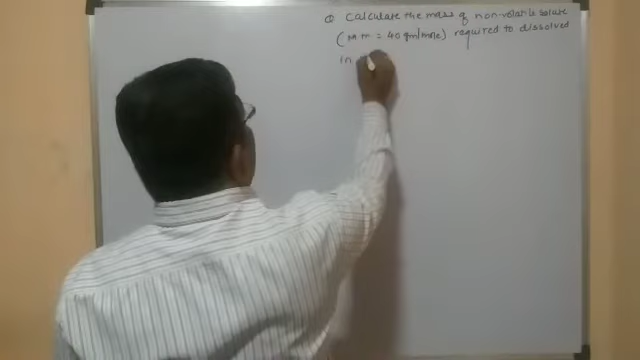 Q Calculate the mass of non-volatile solute
(M m = 40 gm/mole) required to dissolved
in